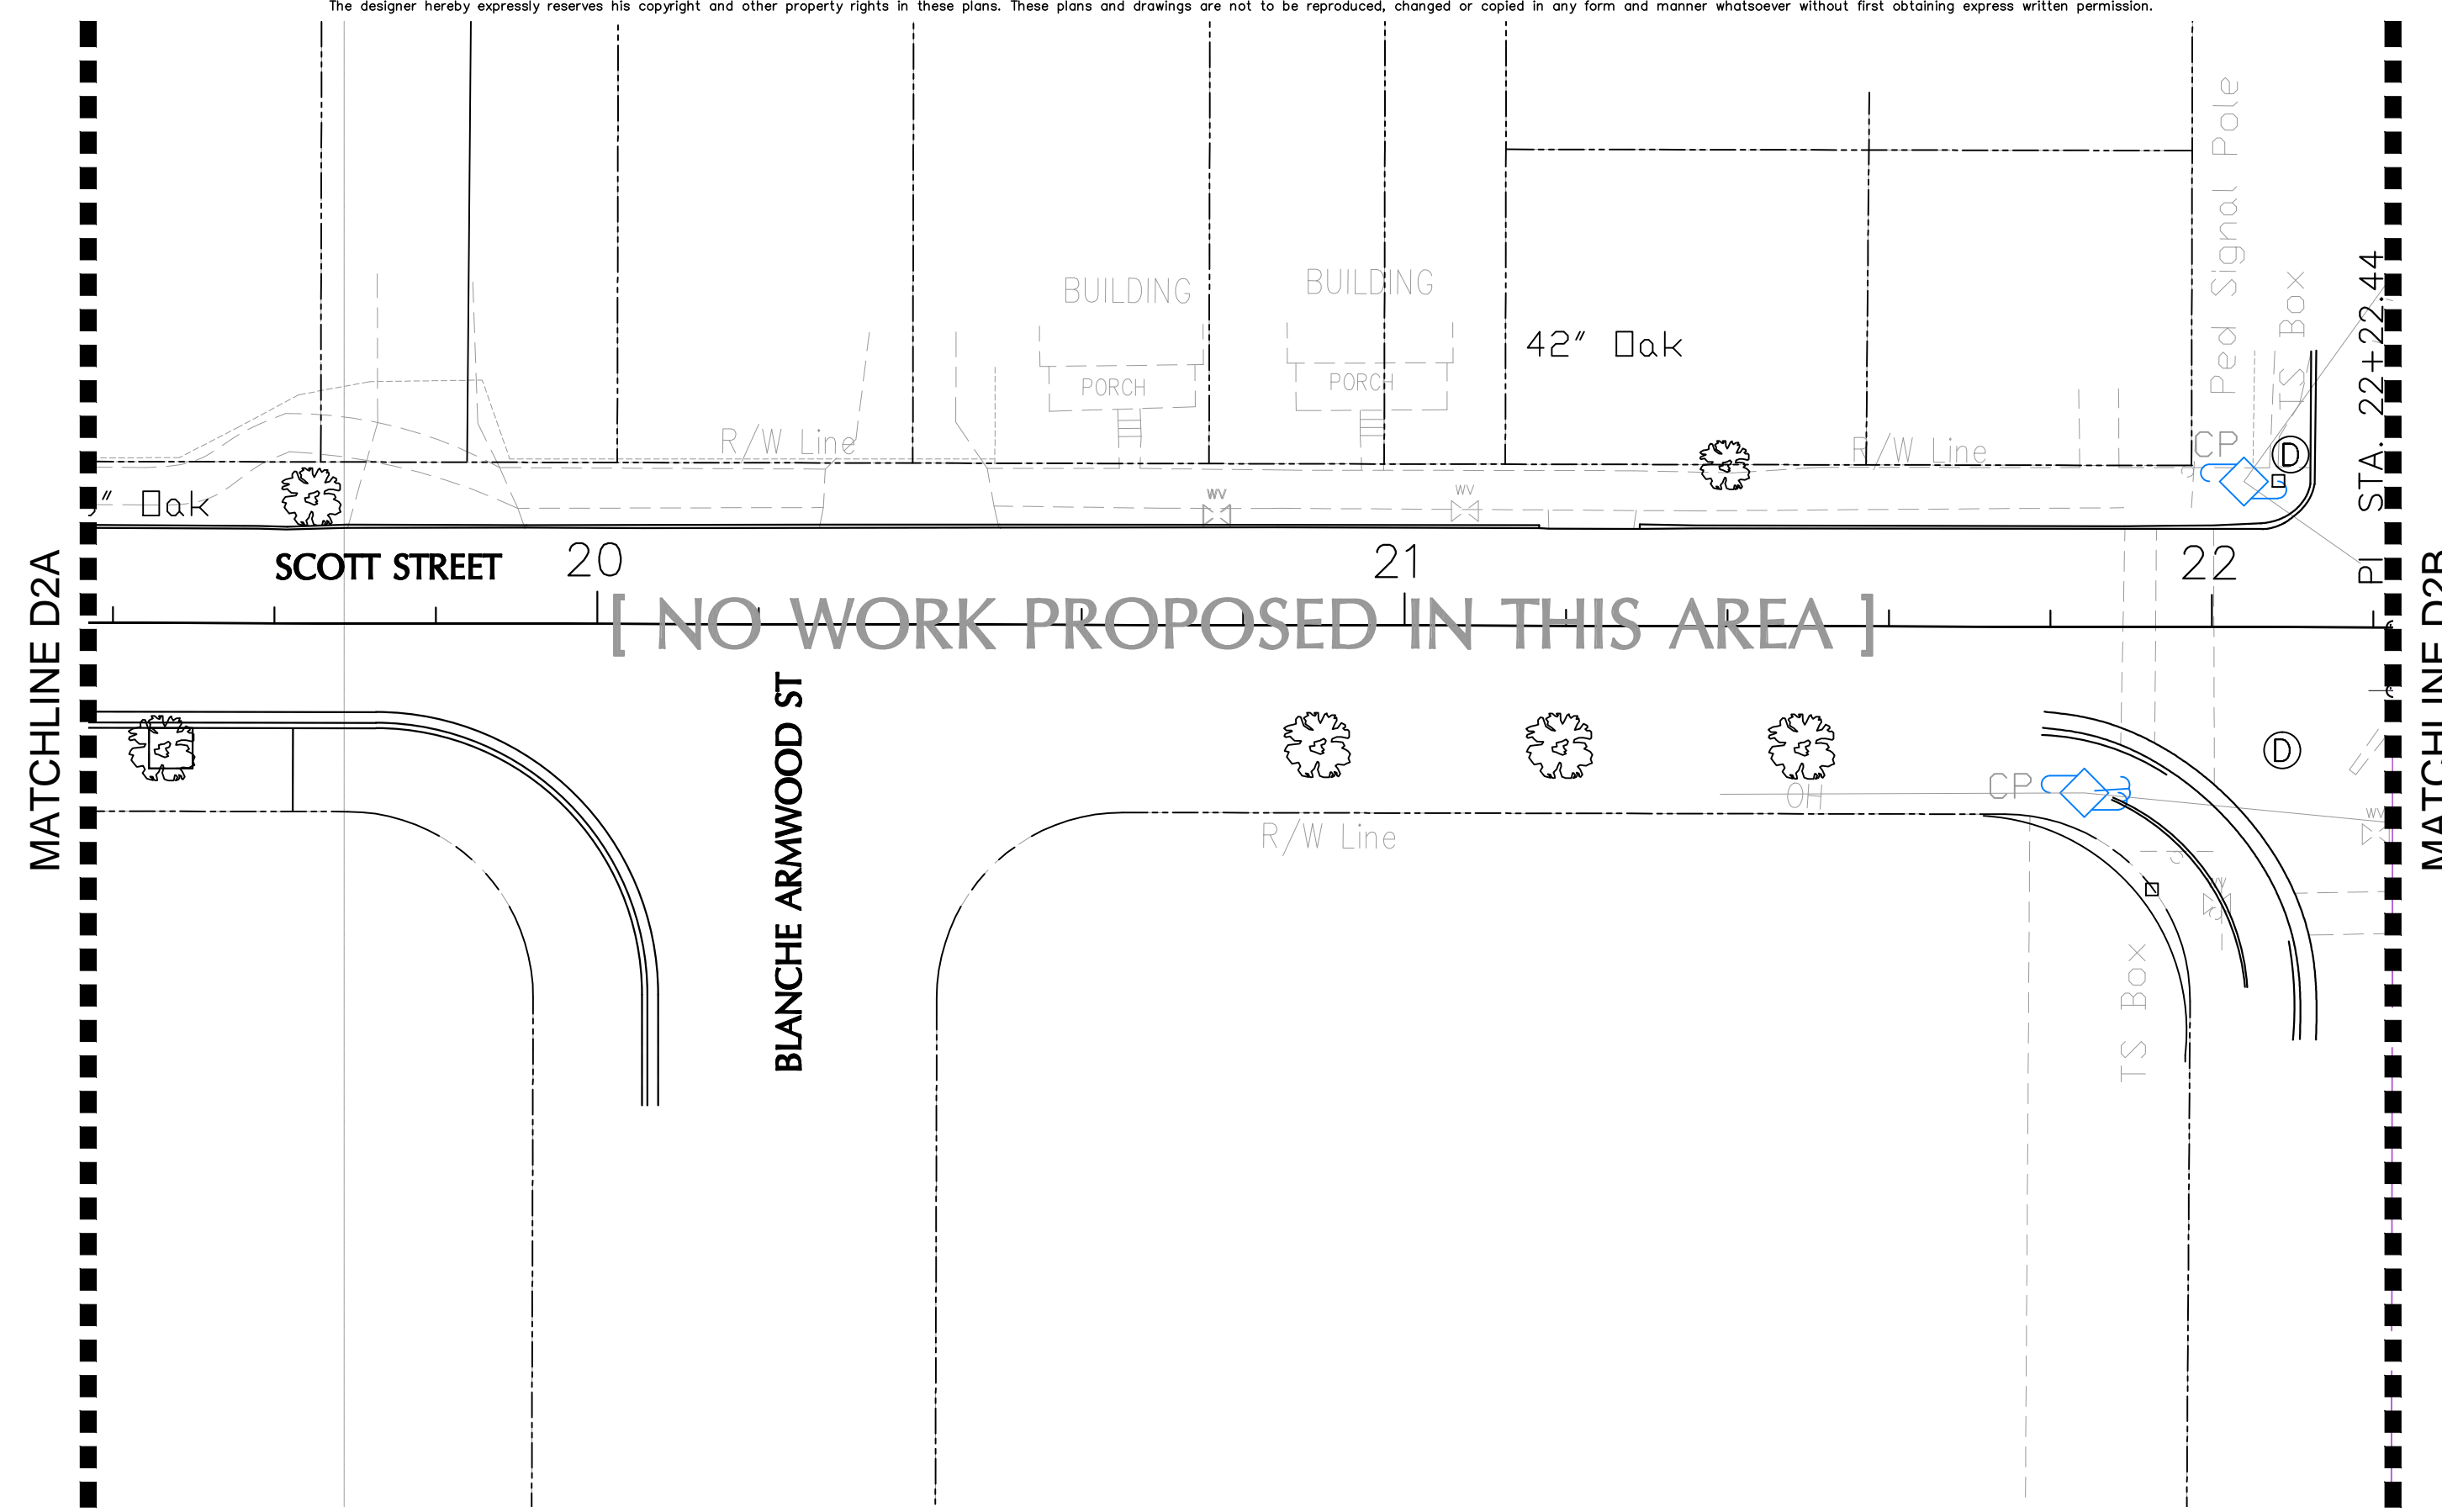 The designer hereby expressly reserves his copyright and other property rights in these plans. These plans and drawings are not to be reproduced, changed or copied in any form and manner whatsoever without first obtaining express written permission.
MATCHLINE D2A
Ped Signal Pole
TS Box
STA. 22+22.44
PI
BUILDING
BUILDING
42" Oak
PORCH
PORCH
R/W Line
R/W Line
CP
D
" Oak
WV
WV
SCOTT STREET
20
21
22
[ NO WORK PROPOSED IN THIS AREA ]
MATCHLINE D2B
BLANCHE ARMWOOD ST
D
CP
OH
R/W Line
WV
WV
TS Box